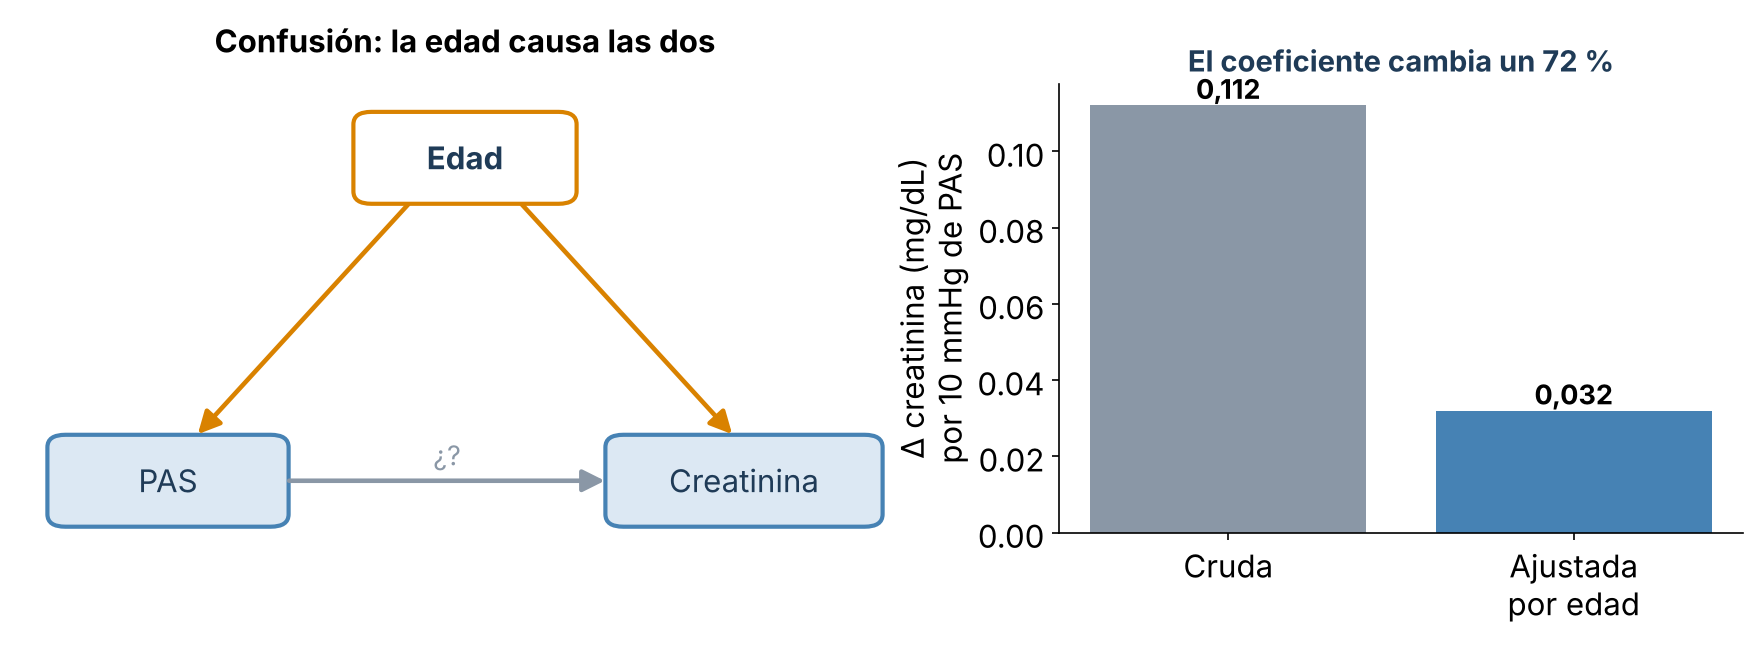 Confusión: la edad causa las dos
Edad
PAS
¿?
Creatinina
El coeficiente cambia un 72 %
0,112
0,032
Δ creatinina (mg/dL)
por 10 mmHg de PAS
0.10
0.08
0.06
0.04
0.02
0.00
Cruda
Ajustada
por edad